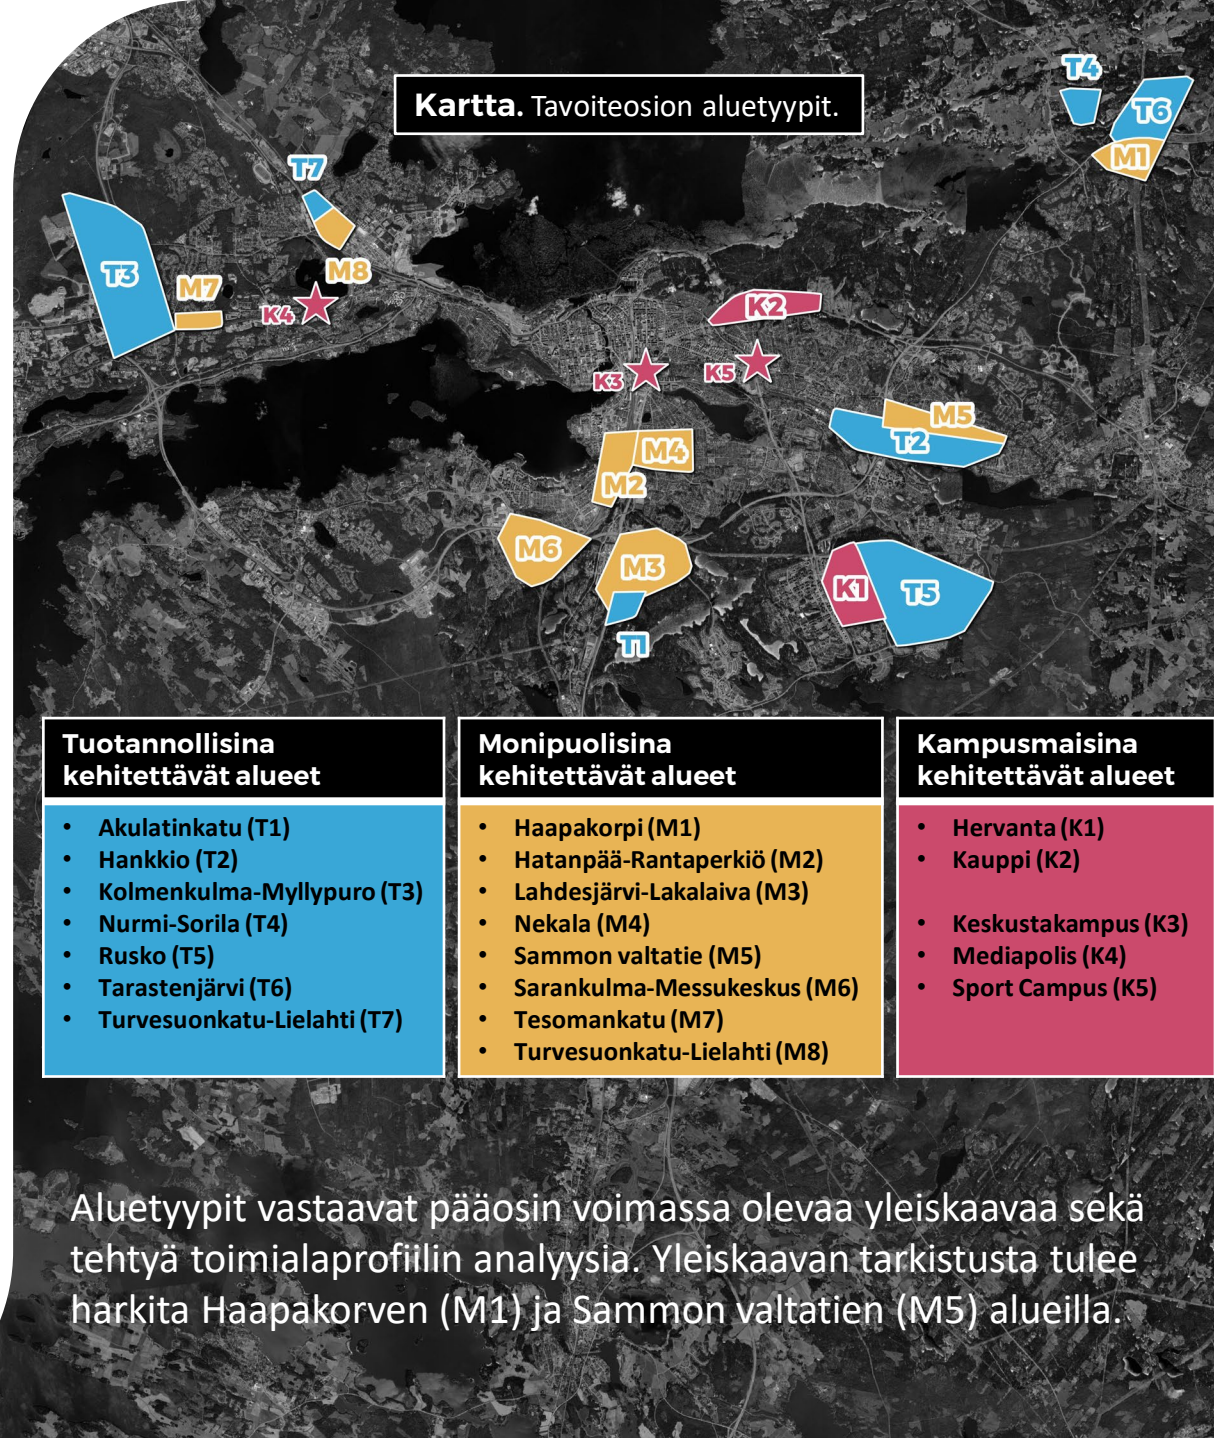 Kartta. Tavoiteosion aluetyypit.
T4
T6
M1
T7
M8
T3
M7
K4
K2
K3
K5
M5
T2
M4
M2
M6
M3
K1
T5
T1
Tuotannollisina
kehitettävät alueet
• Akulatinkatu (T1)
• Hankkio (T2)
• Kolmenkulma-Myllypuro (T3)
• Nurmi-Sorila (T4)
• Rusko (T5)
• Tarastenjärvi (T6)
• Turvesuonkatu-Lielahti (T7)
Monipuolisina
kehitettävät alueet
• Haapakorpi (M1)
• Hatanpää-Rantaperkiö (M2)
• Lahdesjärvi-Lakalaiva (M3)
• Nekala (M4)
• Sammon valtatie (M5)
• Sarankulma-Messukeskus (M6)
• Tesomankatu (M7)
• Turvesuonkatu-Lielahti (M8)
Kampusmaisina
kehitettävät alueet
• Hervanta (K1)
• Kauppi (K2)
• Keskustakampus (K3)
• Mediapolis (K4)
• Sport Campus (K5)
Aluetyypit vastaavat pääosin voimassa olevaa yleiskaavaa sekä
tehtyä toimialaprofiilin analyysia. Yleiskaavan tarkistusta tulee
harkita Haapakorven (M1) ja Sammon valtatien (M5) alueilla.